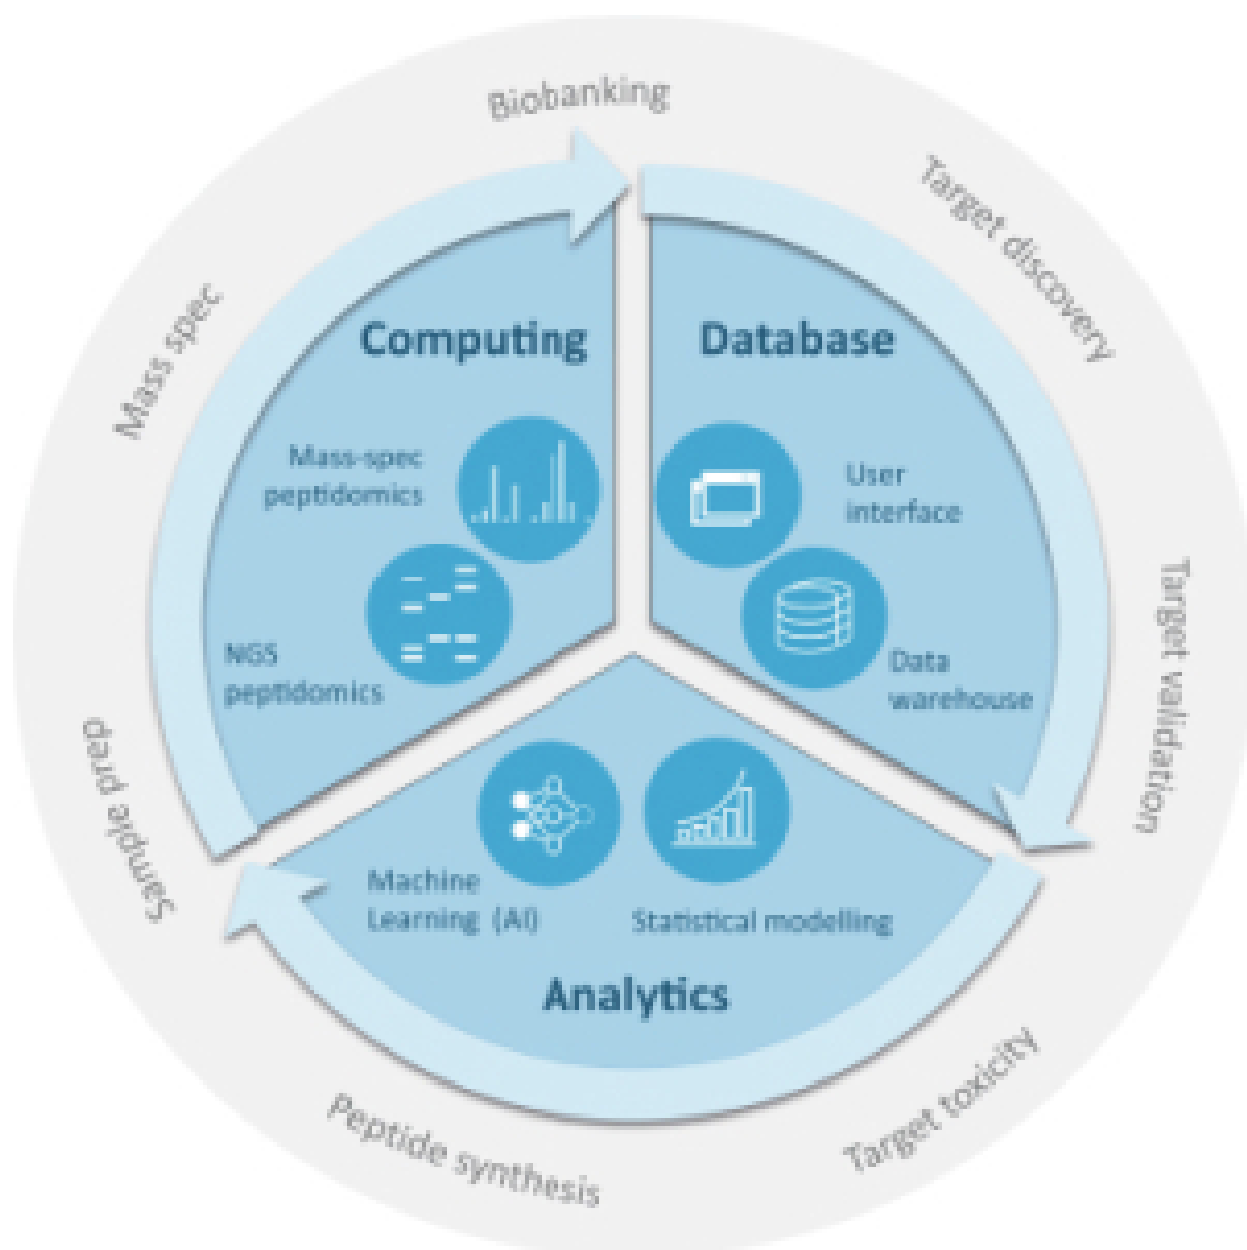 Biobanking
Target discovery
Target validation
Target toxicity
Peptide synthesis
Sample prep
Mass spec
Computing
Mass-spec
peptidomics
NGS
peptidomics
Database
User
interface
Data
warehouse
Machine
Learning (AI)
Statistical modelling
Analytics